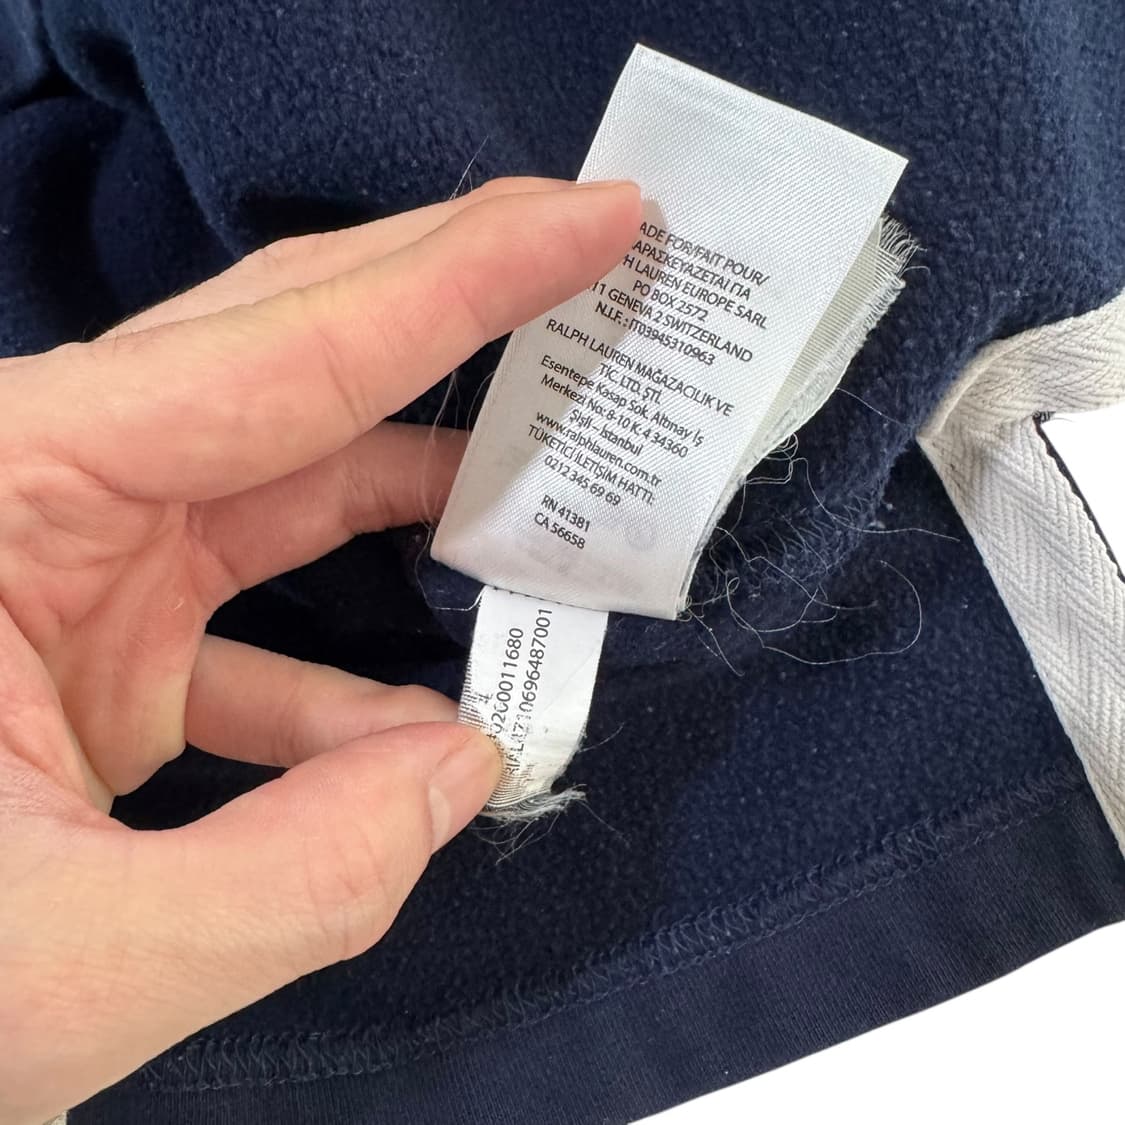 ADE FOR/FAIT POUR/
ΑΡΑΣΚΕΥΑΖΕΤΑΙ ΓΙΑ
H LAUREN EUROPE SARL
PO BOX 2572
11 GENEVA 2 SWITZERLAND
N.I.F. : IT03945310963
RALPH LAUREN MAĞAZACILIK VE
TİC. LTD. ŞTİ.
Esentepe Kasap Sok. Altınay İş
Merkezi No: 8-10 K: 4 34360
Şişli – İstanbul
www.ralphlauren.com.tr
TÜKETİCİ İLETİŞİM HATTI:
0212 345 69 69
RN 41381
CA 56658